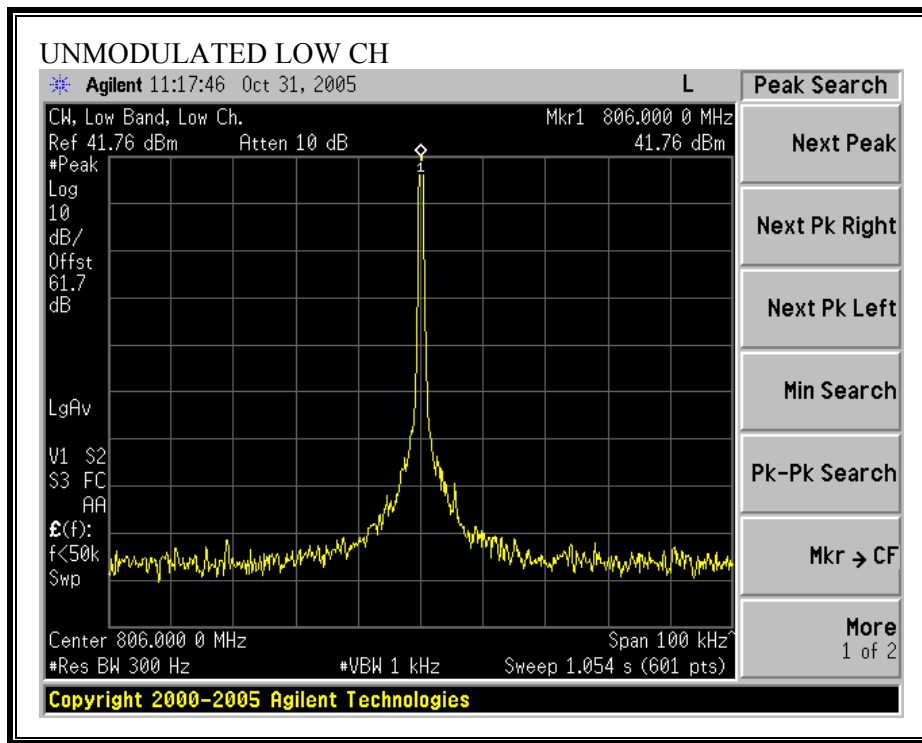 UNMODULATED LOW CH
Agilent 11:17:46 Oct 31, 2005 L
Peak Search
CW, Low Band, Low Ch. Mkr1 806.000 0 MHz
Ref 41.76 dBm Atten 10 dB 41.76 dBm
#Peak
Log
10
dB/
Offst
61.7
dB
1
LgAv
V1 S2
S3 FC
AA
£(f):
f<50k
Swp
Center 806.000 0 MHz Span 100 kHz^
#Res BW 300 Hz #VBW 1 kHz Sweep 1.054 s (601 pts)
Next Peak
Next Pk Right
Next Pk Left
Min Search
Pk-Pk Search
Mkr → CF
More
1 of 2
Copyright 2000-2005 Agilent Technologies